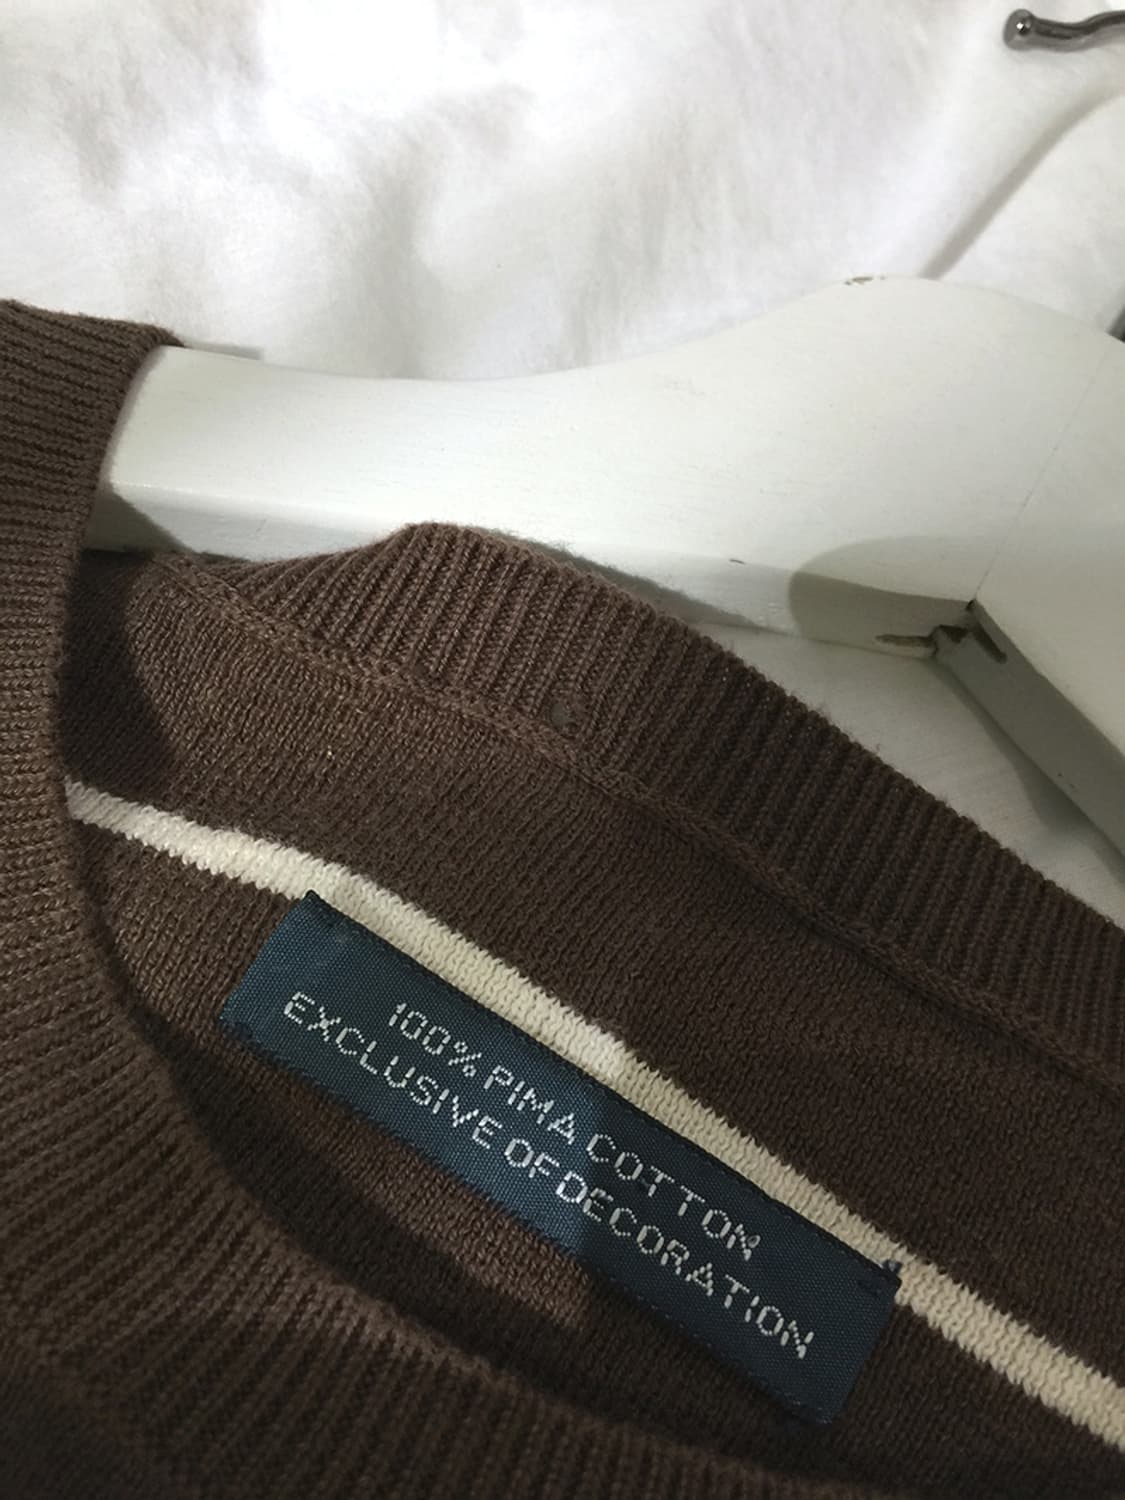 100% PIMA COTTON
EXCLUSIVE OF DECORATION